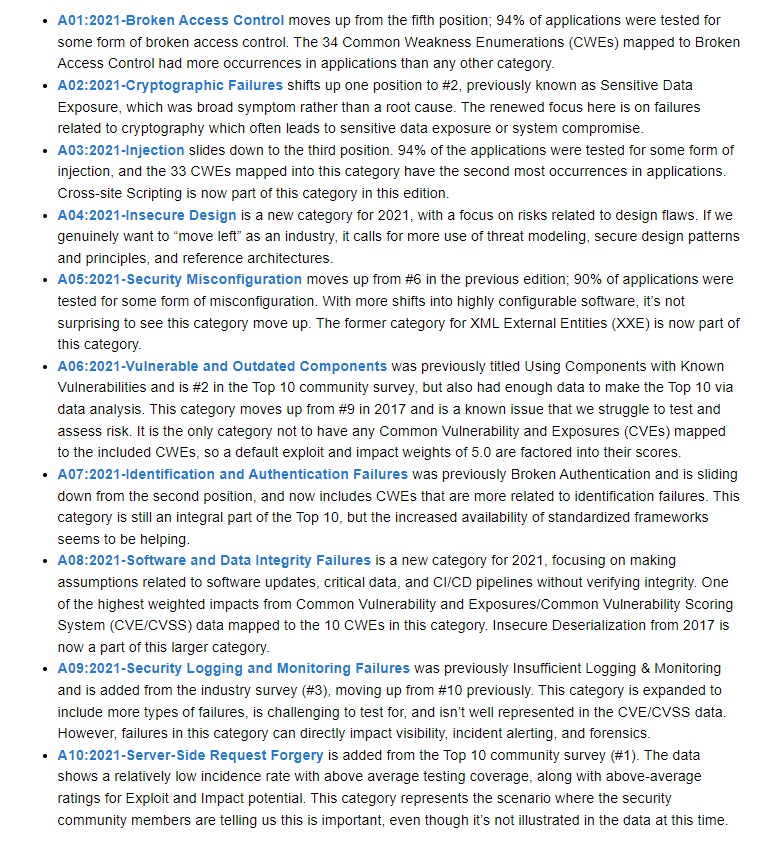 A01:2021-Broken Access Control moves up from the fifth position; 94% of applications were tested for
some form of broken access control. The 34 Common Weakness Enumerations (CWEs) mapped to Broken
Access Control had more occurrences in applications than any other category.
A02:2021-Cryptographic Failures shifts up one position to #2, previously known as Sensitive Data
Exposure, which was broad symptom rather than a root cause. The renewed focus here is on failures
related to cryptography which often leads to sensitive data exposure or system compromise.
A03:2021-Injection slides down to the third position. 94% of the applications were tested for some form of
injection, and the 33 CWEs mapped into this category have the second most occurrences in applications.
Cross-site Scripting is now part of this category in this edition.
A04:2021-Insecure Design is a new category for 2021, with a focus on risks related to design flaws. If we
genuinely want to “move left” as an industry, it calls for more use of threat modeling, secure design patterns
and principles, and reference architectures.
A05:2021-Security Misconfiguration moves up from #6 in the previous edition; 90% of applications were
tested for some form of misconfiguration. With more shifts into highly configurable software, it’s not
surprising to see this category move up. The former category for XML External Entities (XXE) is now part of
this category.
A06:2021-Vulnerable and Outdated Components was previously titled Using Components with Known
Vulnerabilities and is #2 in the Top 10 community survey, but also had enough data to make the Top 10 via
data analysis. This category moves up from #9 in 2017 and is a known issue that we struggle to test and
assess risk. It is the only category not to have any Common Vulnerability and Exposures (CVEs) mapped
to the included CWEs, so a default exploit and impact weights of 5.0 are factored into their scores.
A07:2021-Identification and Authentication Failures was previously Broken Authentication and is sliding
down from the second position, and now includes CWEs that are more related to identification failures. This
category is still an integral part of the Top 10, but the increased availability of standardized frameworks
seems to be helping.
A08:2021-Software and Data Integrity Failures is a new category for 2021, focusing on making
assumptions related to software updates, critical data, and CI/CD pipelines without verifying integrity. One
of the highest weighted impacts from Common Vulnerability and Exposures/Common Vulnerability Scoring
System (CVE/CVSS) data mapped to the 10 CWEs in this category. Insecure Deserialization from 2017 is
now a part of this larger category.
A09:2021-Security Logging and Monitoring Failures was previously Insufficient Logging & Monitoring
and is added from the industry survey (#3), moving up from #10 previously. This category is expanded to
include more types of failures, is challenging to test for, and isn’t well represented in the CVE/CVSS data.
However, failures in this category can directly impact visibility, incident alerting, and forensics.
A10:2021-Server-Side Request Forgery is added from the Top 10 community survey (#1). The data
shows a relatively low incidence rate with above average testing coverage, along with above-average
ratings for Exploit and Impact potential. This category represents the scenario where the security
community members are telling us this is important, even though it’s not illustrated in the data at this time.